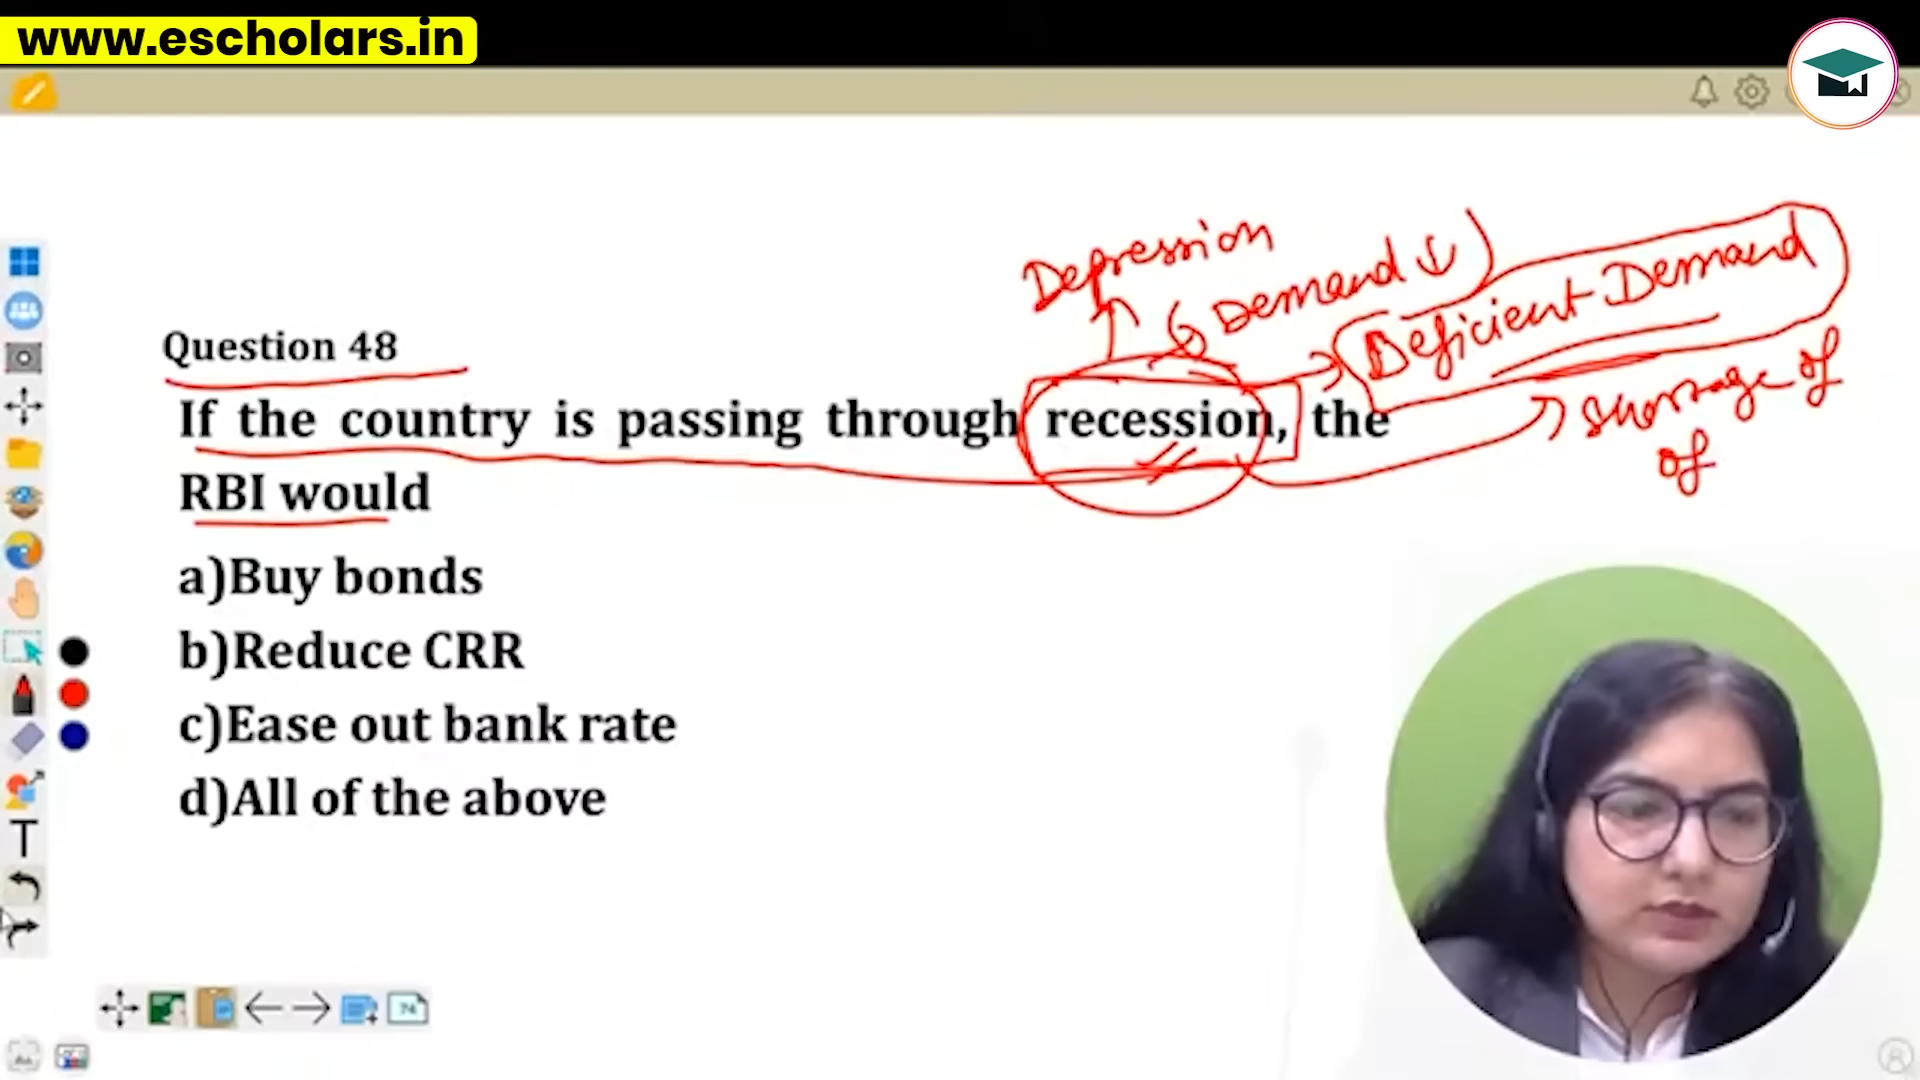 www.escholars.in
Depression
Demand ↓
Deficient Demand
Question 48
Shortage of
of
If the country is passing through recession, the
RBI would
a)Buy bonds
b)Reduce CRR
c)Ease out bank rate
d)All of the above
T
74